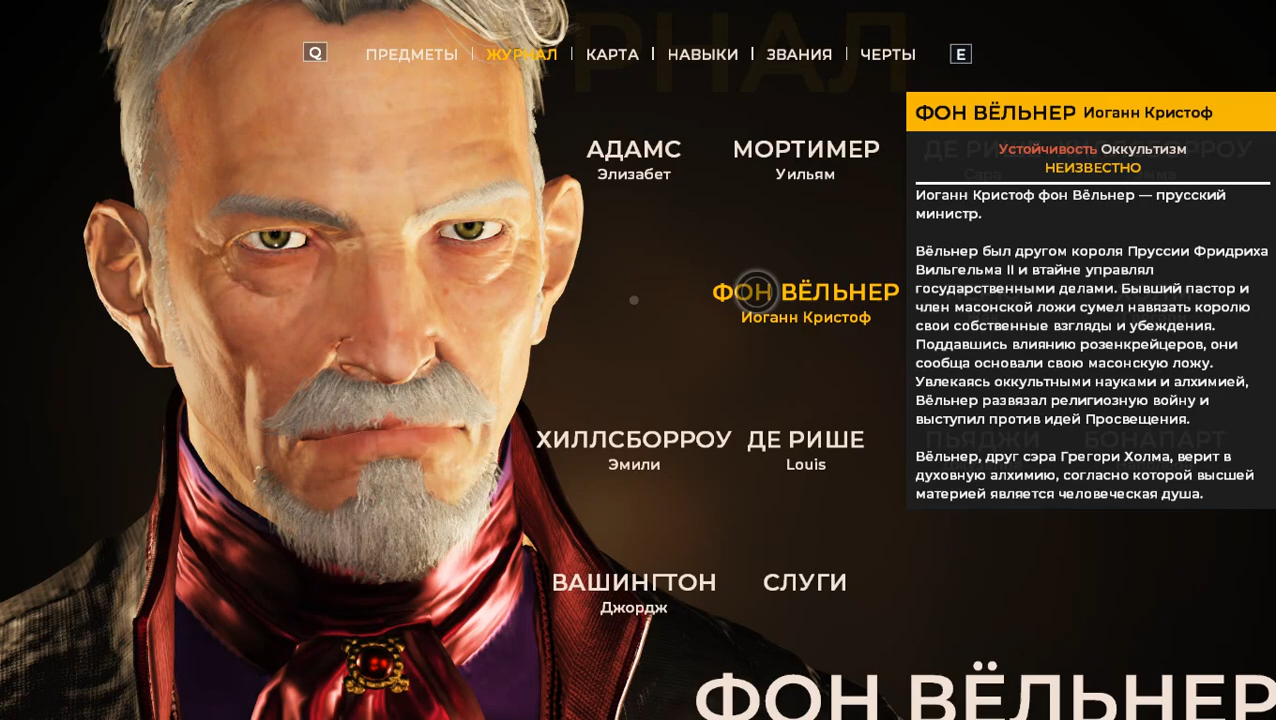 РНАЛ
Q ПРЕДМЕТЫ ЖУРНАЛ КАРТА НАВЫКИ ЗВАНИЯ ЧЕРТЫ E
АДАМС
Элизабет
МОРТИМЕР
Уильям
ФОН ВЁЛЬНЕР
Иоганн Кристоф
ХИЛЛСБОРРОУ
Эмили
ДЕ РИШЕ
Louis
ВАШИНГТОН
Джордж
СЛУГИ
ФОН ВЁЛЬНЕР Иоганн Кристоф
Устойчивость Оккультизм
НЕИЗВЕСТНО
Иоганн Кристоф фон Вёльнер — прусский
министр.
Вёльнер был другом короля Пруссии Фридриха
Вильгельма II и втайне управлял
государственными делами. Бывший пастор и
член масонской ложи сумел навязать королю
свои собственные взгляды и убеждения.
Поддавшись влиянию розенкрейцеров, они
сообща основали свою масонскую ложу.
Увлекаясь оккультными науками и алхимией,
Вёльнер развязал религиозную войну и
выступил против идей Просвещения.
Вёльнер, друг сэра Грегори Холма, верит в
духовную алхимию, согласно которой высшей
материей является человеческая душа.
ПЬЯДЖИ
БОНАПАРТ
ФОН ВЁЛЬНЕР